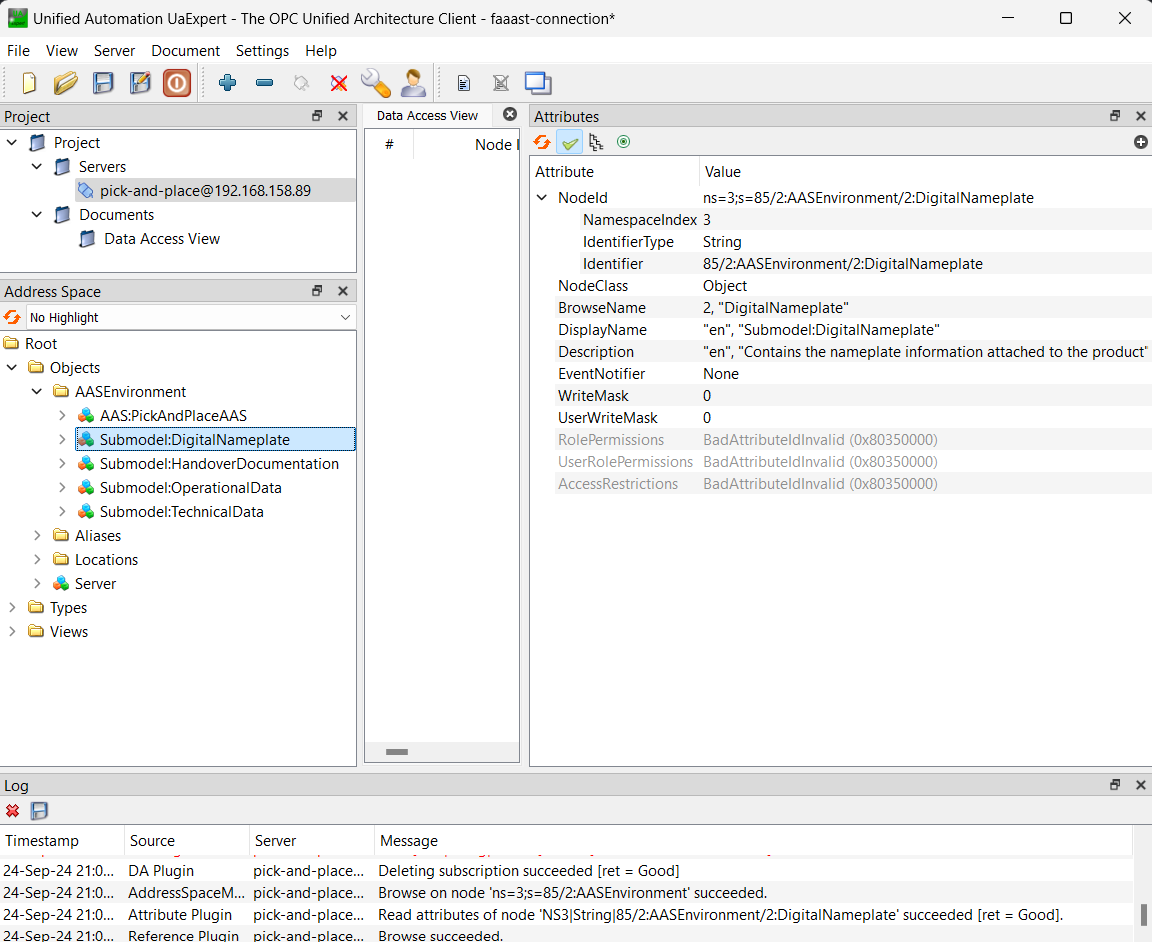 Unified Automation UaExpert - The OPC Unified Architecture Client - faaast-connection*
File View Server Document Settings Help
Project
Project
Servers
pick-and-place@192.168.158.89
Documents
Data Access View
Address Space
No Highlight
Root
Objects
AASEnvironment
AAS:PickAndPlaceAAS
Submodel:DigitalNameplate
Submodel:HandoverDocumentation
Submodel:OperationalData
Submodel:TechnicalData
Aliases
Locations
Server
Types
Views
Data Access View
# Node
Attributes
Attribute Value
NodeId ns=3;s=85/2:AASEnvironment/2:DigitalNameplate
NamespaceIndex 3
IdentifierType String
Identifier 85/2:AASEnvironment/2:DigitalNameplate
NodeClass Object
BrowseName 2, "DigitalNameplate"
DisplayName "en", "Submodel:DigitalNameplate"
Description "en", "Contains the nameplate information attached to the product"
EventNotifier None
WriteMask 0
UserWriteMask 0
RolePermissions BadAttributeIdInvalid (0x80350000)
UserRolePermissions BadAttributeIdInvalid (0x80350000)
AccessRestrictions BadAttributeIdInvalid (0x80350000)
Log
Timestamp Source Server Message
24-Sep-24 21:0... DA Plugin pick-and-place... Deleting subscription succeeded [ret = Good]
24-Sep-24 21:0... AddressSpaceM... pick-and-place... Browse on node 'ns=3;s=85/2:AASEnvironment' succeeded.
24-Sep-24 21:0... Attribute Plugin pick-and-place... Read attributes of node 'NS3|String|85/2:AASEnvironment/2:DigitalNameplate' succeeded [ret = Good].
24-Sep-24 21:0... Reference Plugin pick-and-place... Browse succeeded.